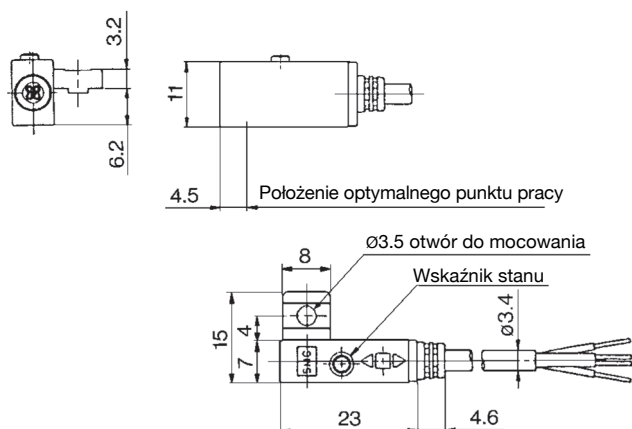 3.2
6.2
11
4.5
Położenie optymalnego punktu pracy
8
Ø3.5 otwór do mocowania
Wskaźnik stanu
15
4
7
SMC
ø3.4
23
4.6